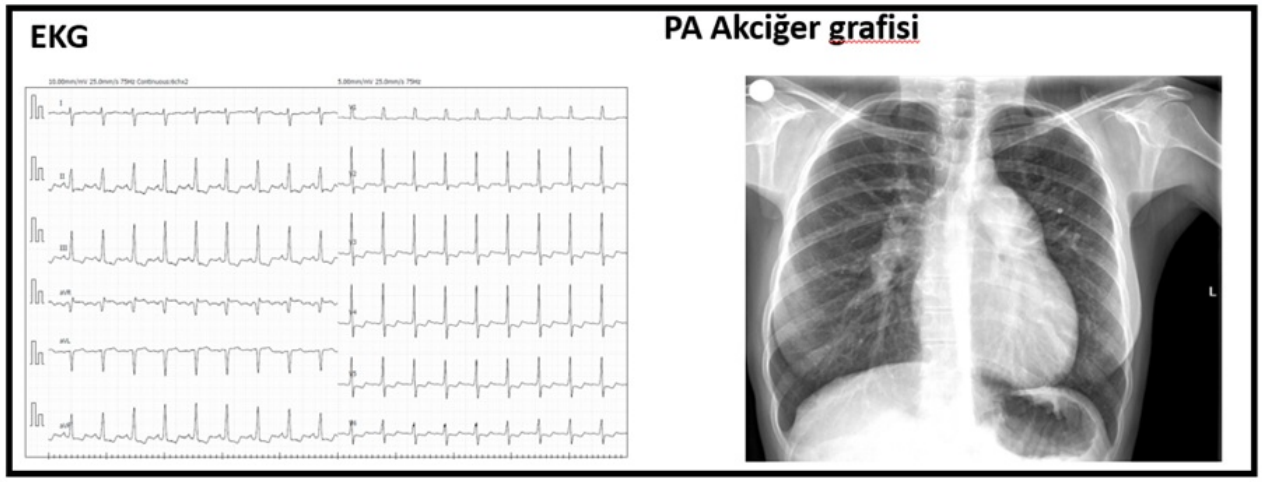 EKG
PA Akciğer grafisi
10.00mm/mV 25.0mm/s 75Hz Continuous:6chx2
5.00mm/mV 25.0mm/s 75Hz
I
II
III
aVR
aVL
aVF
V1
V2
V3
V4
V5
V6
L